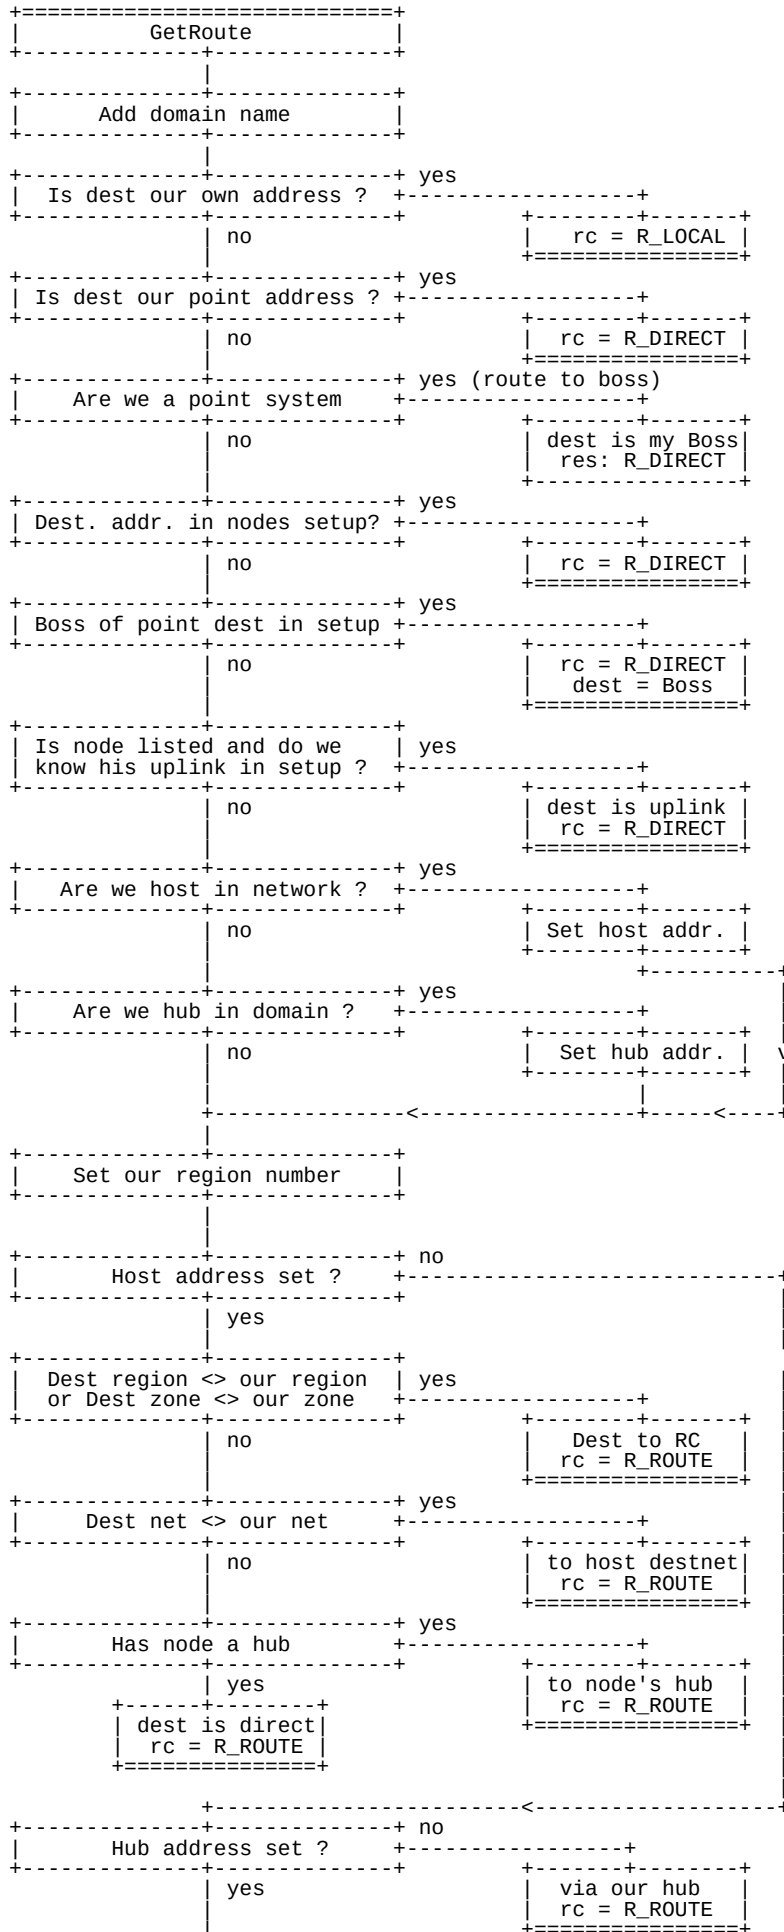 GetRoute
Add domain name
yes
Is dest our own address ?
no
rc = R_LOCAL
yes
Is dest our point address ?
no
rc = R_DIRECT
yes (route to boss)
Are we a point system
no
dest is my Boss
res: R_DIRECT
yes
Dest. addr. in nodes setup?
no
rc = R_DIRECT
yes
Boss of point dest in setup
no
rc = R_DIRECT
dest = Boss
Is node listed and do we
yes
know his uplink in setup ?
no
dest is uplink
rc = R_DIRECT
yes
Are we host in network ?
no
Set host addr.
yes
Are we hub in domain ?
no
Set hub addr.
v
<
<
Set our region number
no
Host address set ?
yes
Dest region <> our region
yes
or Dest zone <> our zone
no
Dest to RC
rc = R_ROUTE
yes
Dest net <> our net
no
to host destnet
rc = R_ROUTE
yes
Has node a hub
yes
to node's hub
rc = R_ROUTE
dest is direct
rc = R_ROUTE
<
no
Hub address set ?
yes
via our hub
rc = R_ROUTE